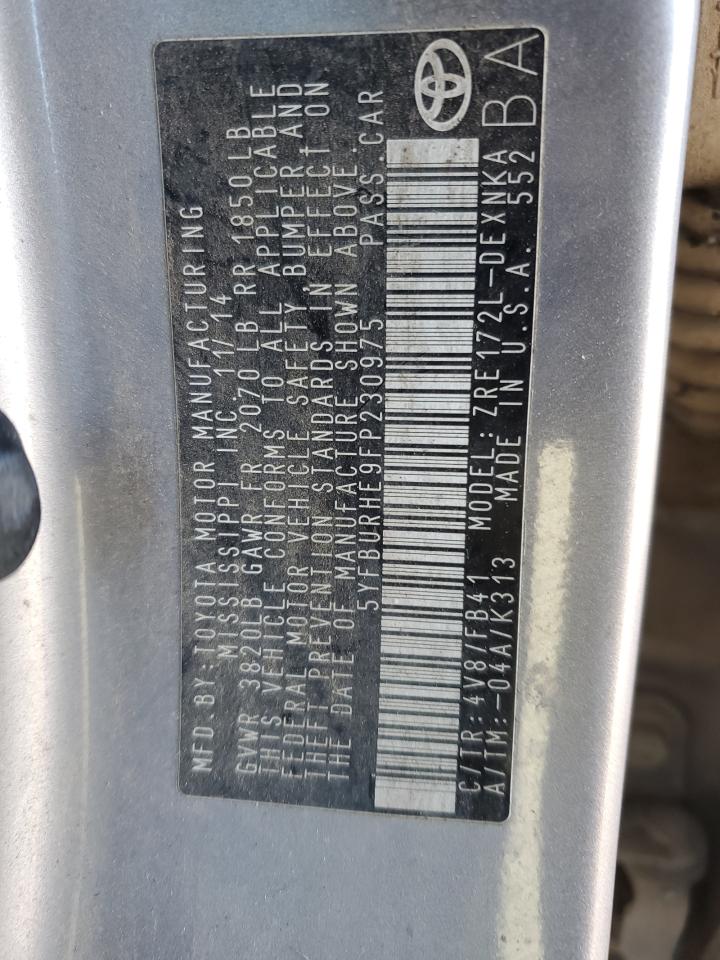 MFD.BY: TOYOTA MOTOR MANUFACTURING
MISSISSIPPI INC. 11/14
GVWR 3820LB GAWR FR 2070 LB RR 1850LB
THIS VEHICLE CONFORMS TO ALL APPLICABLE
FEDERAL MOTOR VEHICLE SAFETY, BUMPER AND
THEFT PREVENTION STANDARDS IN EFFECT ON
THE DATE OF MANUFACTURE SHOWN ABOVE.
5YFBURHE9FP230975 PASS.CAR
C/TR: 4V8/FB41 MODEL: ZRE172L-DEXNKA
A/TM:-04A/K313 MADE IN U.S.A. 552
BA